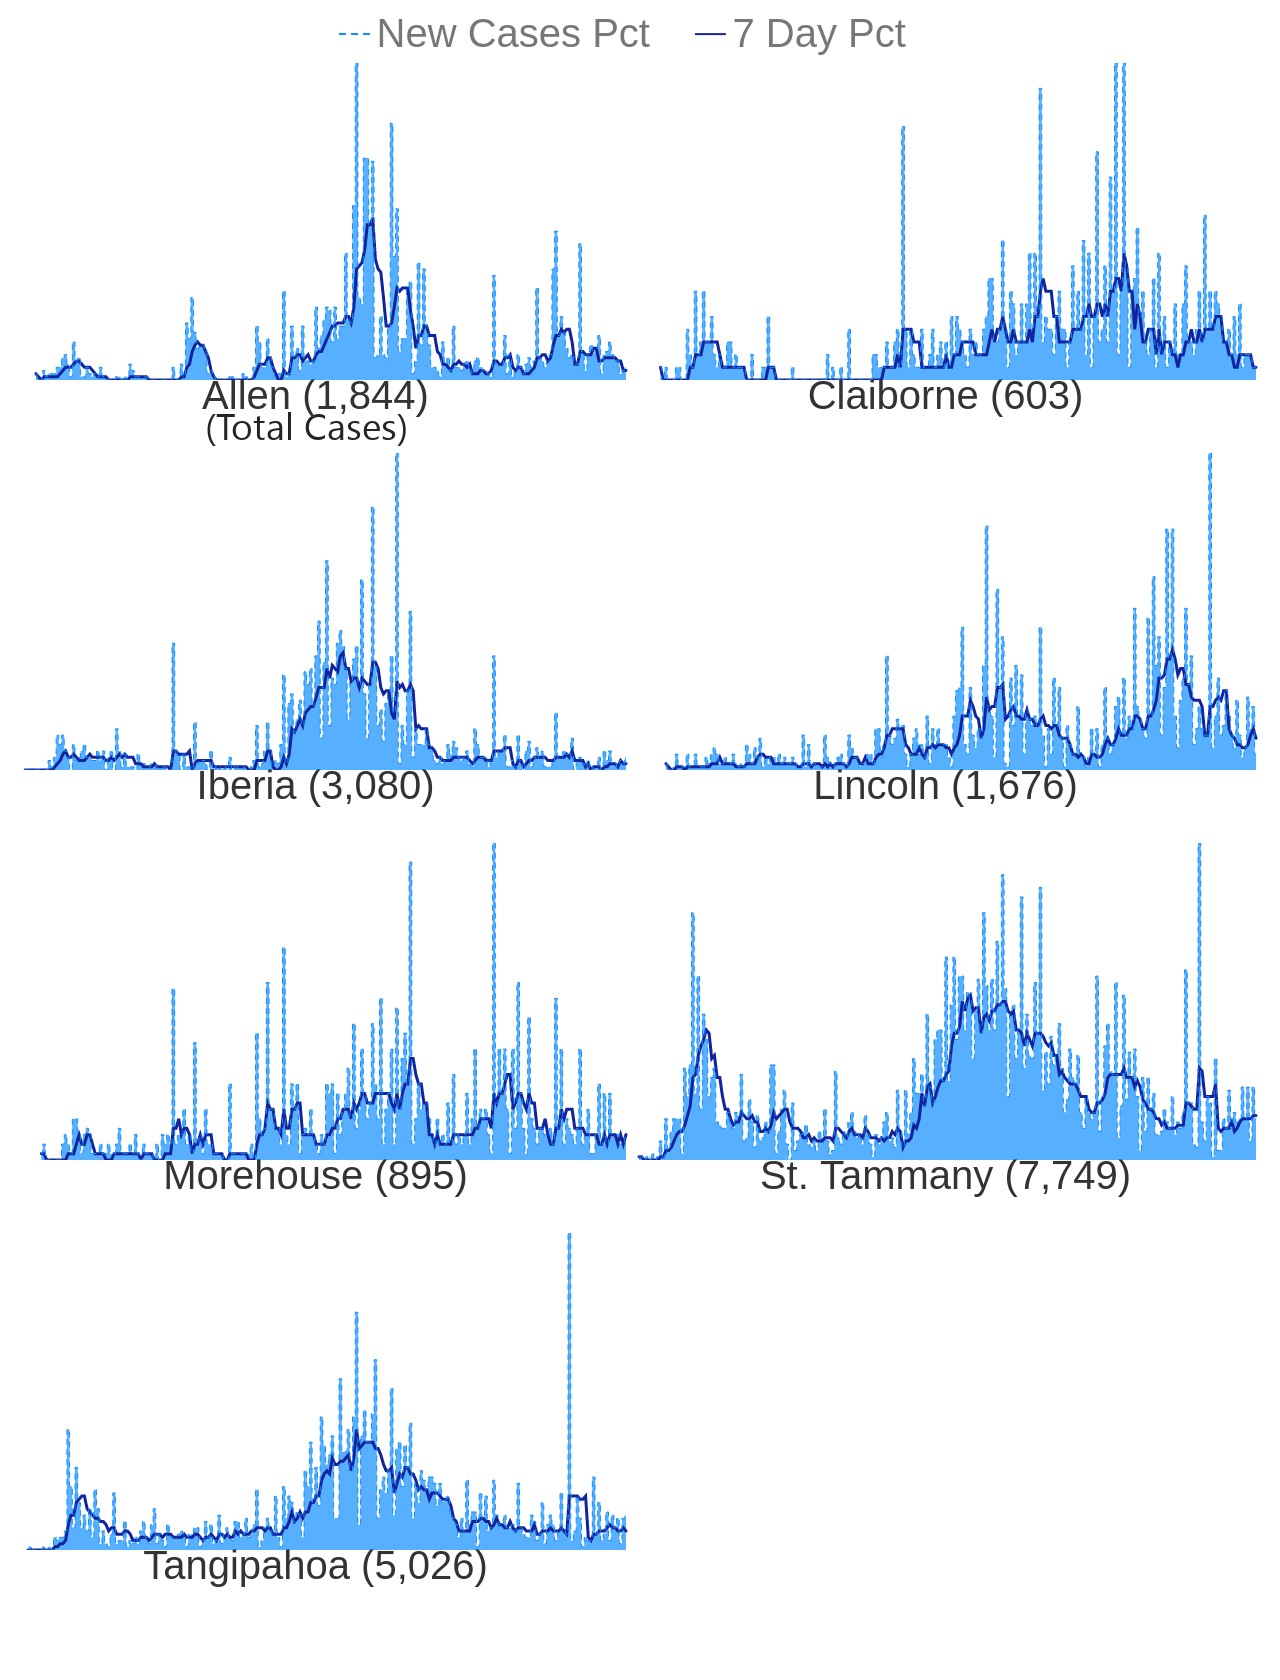 New Cases Pct 7 Day Pct
Allen (1,844) Claiborne (603)
(Total Cases)
Iberia (3,080) Lincoln (1,676)
Morehouse (895) St. Tammany (7,749)
Tangipahoa (5,026)